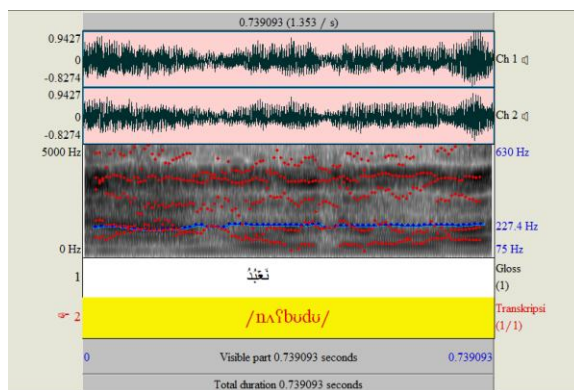 0.739093 (1.353 / s)
0.9427
0
-0.8274
Ch 1
0.9427
0
-0.8274
Ch 2
5000 Hz
630 Hz
227.4 Hz
0 Hz
75 Hz
1
نَعْبُدُ
Gloss
(1)
2
/nʌʕbʊdʊ/
Transkripsi
(1/1)
0
Visible part 0.739093 seconds
0.739093
Total duration 0.739093 seconds